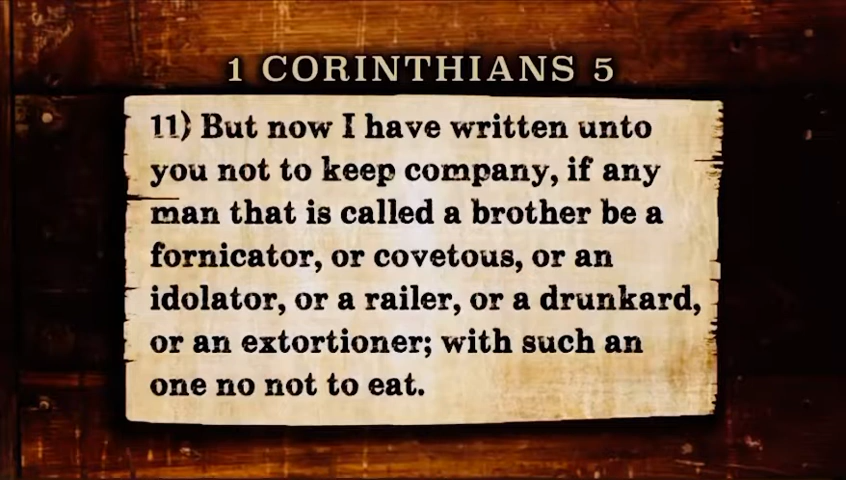 1 CORINTHIANS 5
11) But now I have written unto
you not to keep company, if any
man that is called a brother be a
fornicator, or covetous, or an
idolator, or a railer, or a drunkard,
or an extortioner; with such an
one no not to eat.